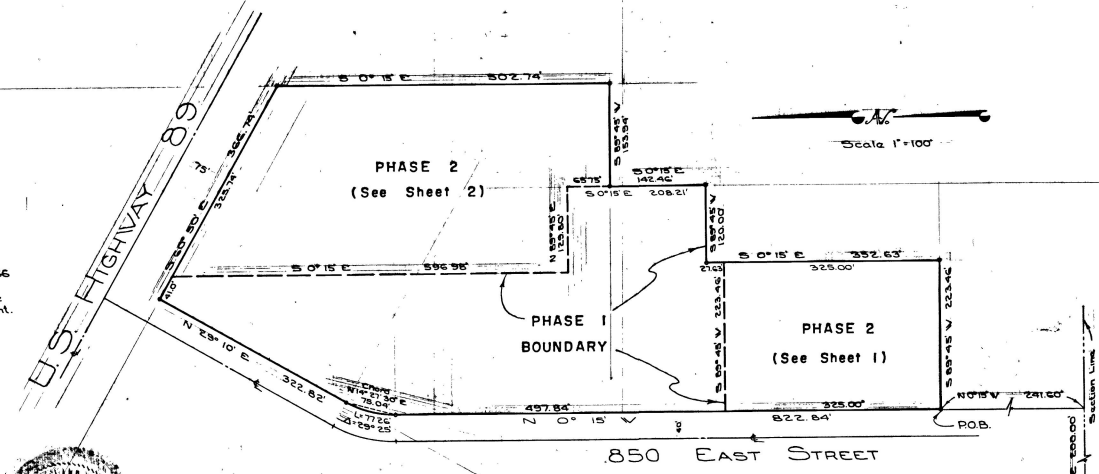 S 0° 15' E 502.74'
U.S. HIGHWAY 89
75'
S 60° 50' E 366.74'
325.74'
41.0'
PHASE 2
(See Sheet 2)
S 89° 45' W
153.94'
No.
Scale 1"=100'
S 0° 15' E
142.46'
65.75'
S 0° 15' E 208.21'
N 89° 45' E
129.80'
S 89° 45' W
120.00'
S 0° 15' E 596.98'
27.63'
S 0° 15' E 352.63'
325.00'
PHASE 1
BOUNDARY
S 89° 45' W 223.46'
PHASE 2
(See Sheet 1)
S 89° 45' W 223.46'
N 29° 10' E 322.82'
Chord
N 14° 27' 30" E
75.04'
L=77.26'
Δ=29° 25'
497.84'
325.00'
N 0° 15' W 822.84'
P.O.B.
N 0° 15' W 241.60'
Section Line
850 EAST STREET